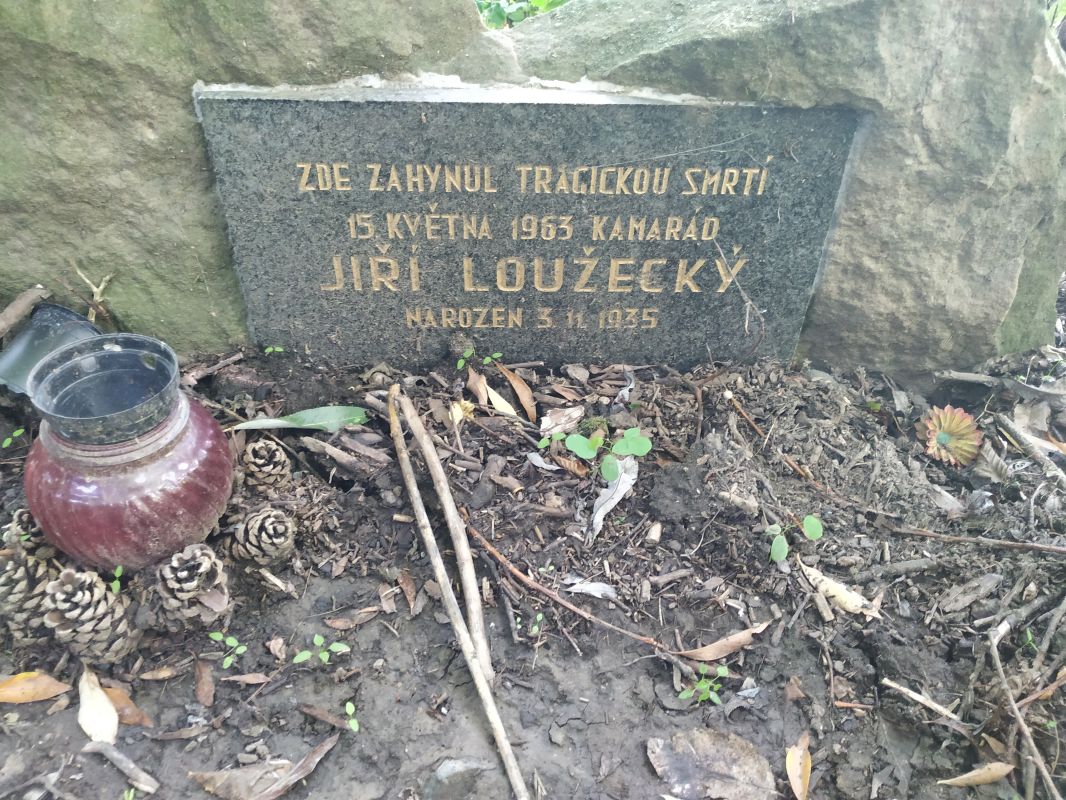 ZDE ZAHYNUL TRAGICKOU SMRTÍ
15. KVĚTNA 1963 KAMARÁD
JIŘÍ LOUŽECKÝ
NAROZEN 3. 11. 1935